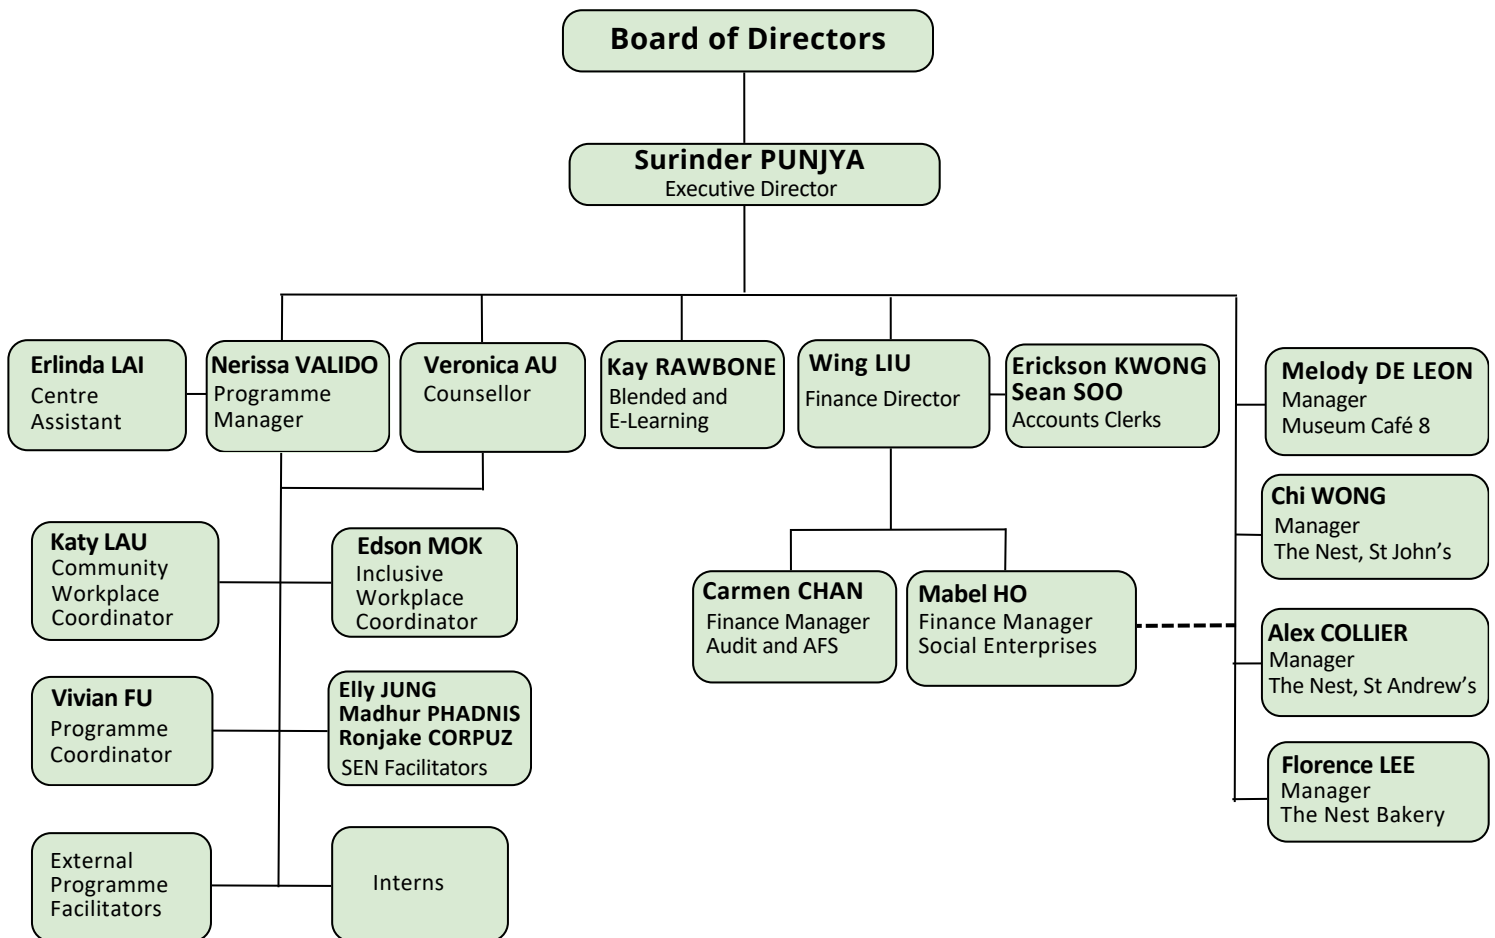 Board of Directors
Surinder PUNJYA
Executive Director
Erlinda LAI
Centre
Assistant
Nerissa VALIDO
Programme
Manager
Veronica AU
Counsellor
Kay RAWBONE
Blended and
E-Learning
Wing LIU
Finance Director
Erickson KWONG
Sean SOO
Accounts Clerks
Melody DE LEON
Manager
Museum Café 8
Chi WONG
Manager
The Nest, St John’s
Katy LAU
Community
Workplace
Coordinator
Edson MOK
Inclusive
Workplace
Coordinator
Carmen CHAN
Finance Manager
Audit and AFS
Mabel HO
Finance Manager
Social Enterprises
Alex COLLIER
Manager
The Nest, St Andrew’s
Vivian FU
Programme
Coordinator
Elly JUNG
Madhur PHADNIS
Ronjake CORPUZ
SEN Facilitators
Florence LEE
Manager
The Nest Bakery
External
Programme
Facilitators
Interns